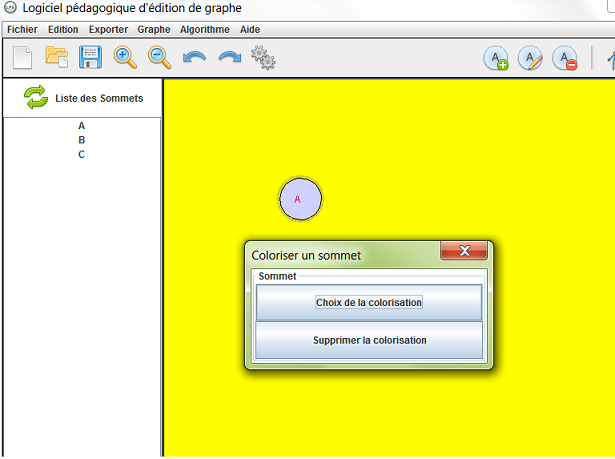 Logiciel pédagogique d'édition de graphe
Fichier Edition Exporter Graphe Algorithme Aide
A A A
Liste des Sommets
A
B
C
A
Coloriser un sommet
Sommet
Choix de la colorisation
Supprimer la colorisation